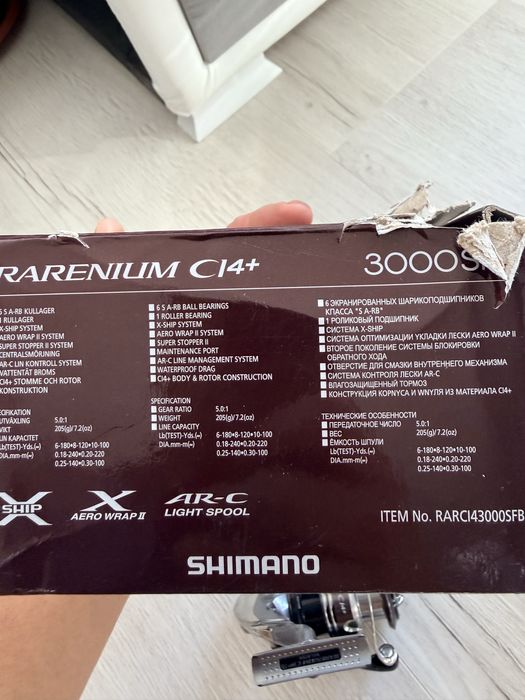 RARENIUM CI4+
3000S
6 S A-RB KULLAGER
1 RULLAGER
X-SHIP SYSTEM
AERO WRAP II SYSTEM
SUPER STOPPER II SYSTEM
CENTRALSMÖRJNING
AR-C LIN KONTROLL SYSTEM
VATTENTÄT BROMS
CI4+ STOMME OCH ROTOR
KONSTRUKTION
UTVÄXLING 5.0:1
VIKT 205(g)/7.2(oz)
LIN KAPACITET
Lb(TEST)-Yds.(≒) 6-180•8-120•10-100
DIA.mm-m(≒) 0.18-240•0.20-220
0.25-140•0.30-100
6 S A-RB BALL BEARINGS
1 ROLLER BEARING
X-SHIP SYSTEM
AERO WRAP II SYSTEM
SUPER STOPPER II
MAINTENANCE PORT
AR-C LINE MANAGEMENT SYSTEM
WATERPROOF DRAG
CI4+ BODY & ROTOR CONSTRUCTION
SPECIFICATION
GEAR RATIO 5.0:1
WEIGHT 205(g)/7.2(oz)
LINE CAPACITY
Lb(TEST)-Yds.(≒) 6-180•8-120•10-100
DIA.mm-m(≒) 0.18-240•0.20-220
0.25-140•0.30-100
6 ЭКРАНИРОВАННЫХ ШАРИКОПОДШИПНИКОВ
КЛАССА "S A-RB"
1 РОЛИКОВЫЙ ПОДШИПНИК
СИСТЕМА X-SHIP
СИСТЕМА ОПТИМИЗАЦИИ УКЛАДКИ ЛЕСКИ AERO WRAP II
ВТОРОЕ ПОКОЛЕНИЕ СИСТЕМЫ БЛОКИРОВКИ
ОБРАТНОГО ХОДА
ОТВЕРСТИЕ ДЛЯ СМАЗКИ ВНУТРЕННЕГО МЕХАНИЗМА
СИСТЕМА КОНТРОЛЯ ЛЕСКИ AR-C
ВЛАГОЗАЩИЩЕННЫЙ ТОРМОЗ
КОНСТРУКЦИЯ КОРПУСА И ШПУЛЯ ИЗ МАТЕРИАЛА CI4+
ТЕХНИЧЕСКИЕ ОСОБЕННОСТИ
ПЕРЕДАТОЧНОЕ ЧИСЛО 5.0:1
ВЕС 205(g)/7.2(oz)
ЁМКОСТЬ ШПУЛИ
Lb(TEST)-Yds.(≒) 6-180•8-120•10-100
DIA.mm-m(≒) 0.18-240•0.20-220
0.25-140•0.30-100
X SHIP
X AERO WRAP II
AR-C
LIGHT SPOOL
ITEM No. RARCI43000SFB
SHIMANO
CI4+